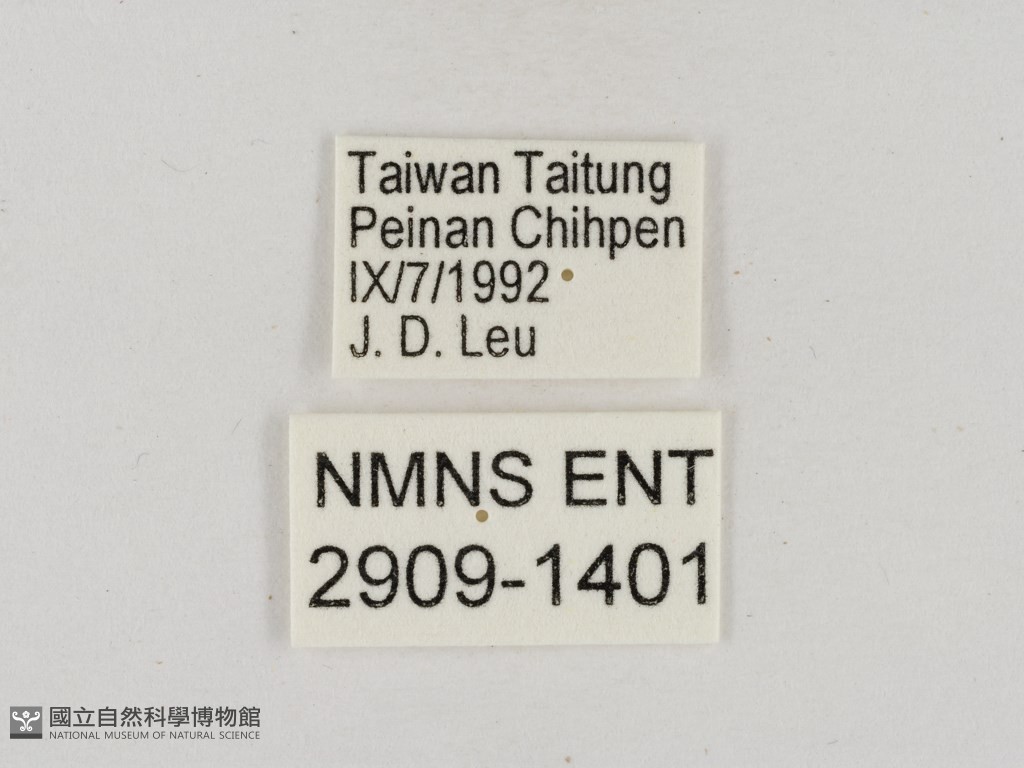 Taiwan Taitung
Peinan Chihpen
IX/7/1992
J. D. Leu
NMNS ENT
2909-1401
國立自然科學博物館
NATIONAL MUSEUM OF NATURAL SCIENCE